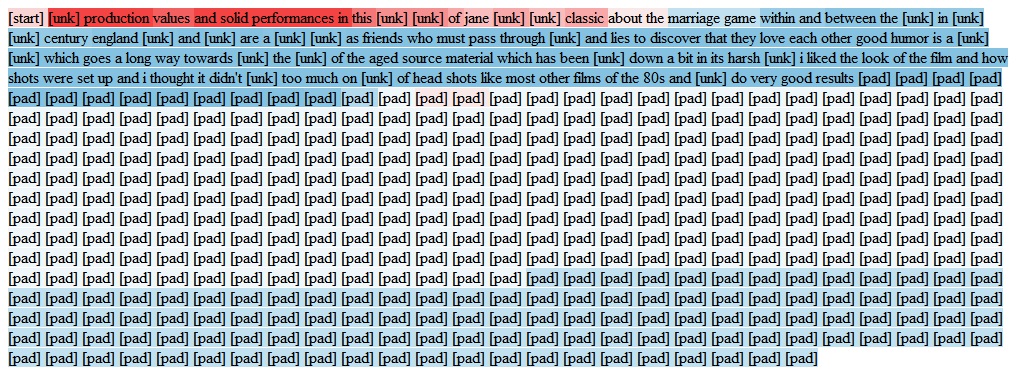 [start] [unk] production values and solid performances in this [unk] [unk] of jane [unk] [unk] classic about the marriage game within and between the [unk] in [unk]
[unk] century england [unk] and [unk] are a [unk] [unk] as friends who must pass through [unk] and lies to discover that they love each other good humor is a [unk]
[unk] which goes a long way towards [unk] the [unk] of the aged source material which has been [unk] down a bit in its harsh [unk] i liked the look of the film and how
shots were set up and i thought it didn't [unk] too much on [unk] of head shots like most other films of the 80s and [unk] do very good results [pad] [pad] [pad] [pad]
[pad] [pad] [pad] [pad] [pad] [pad] [pad] [pad] [pad] [pad] [pad] [pad] [pad] [pad] [pad] [pad] [pad] [pad] [pad] [pad] [pad] [pad] [pad] [pad] [pad] [pad] [pad]
[pad] [pad] [pad] [pad] [pad] [pad] [pad] [pad] [pad] [pad] [pad] [pad] [pad] [pad] [pad] [pad] [pad] [pad] [pad] [pad] [pad] [pad] [pad] [pad] [pad] [pad] [pad]
[pad] [pad] [pad] [pad] [pad] [pad] [pad] [pad] [pad] [pad] [pad] [pad] [pad] [pad] [pad] [pad] [pad] [pad] [pad] [pad] [pad] [pad] [pad] [pad] [pad] [pad] [pad]
[pad] [pad] [pad] [pad] [pad] [pad] [pad] [pad] [pad] [pad] [pad] [pad] [pad] [pad] [pad] [pad] [pad] [pad] [pad] [pad] [pad] [pad] [pad] [pad] [pad] [pad] [pad]
[pad] [pad] [pad] [pad] [pad] [pad] [pad] [pad] [pad] [pad] [pad] [pad] [pad] [pad] [pad] [pad] [pad] [pad] [pad] [pad] [pad] [pad] [pad] [pad] [pad] [pad] [pad]
[pad] [pad] [pad] [pad] [pad] [pad] [pad] [pad] [pad] [pad] [pad] [pad] [pad] [pad] [pad] [pad] [pad] [pad] [pad] [pad] [pad] [pad] [pad] [pad] [pad] [pad] [pad]
[pad] [pad] [pad] [pad] [pad] [pad] [pad] [pad] [pad] [pad] [pad] [pad] [pad] [pad] [pad] [pad] [pad] [pad] [pad] [pad] [pad] [pad] [pad] [pad] [pad] [pad] [pad]
[pad] [pad] [pad] [pad] [pad] [pad] [pad] [pad] [pad] [pad] [pad] [pad] [pad] [pad] [pad] [pad] [pad] [pad] [pad] [pad] [pad] [pad] [pad] [pad] [pad] [pad] [pad]
[pad] [pad] [pad] [pad] [pad] [pad] [pad] [pad] [pad] [pad] [pad] [pad] [pad] [pad] [pad] [pad] [pad] [pad] [pad] [pad] [pad] [pad] [pad] [pad] [pad] [pad] [pad]
[pad] [pad] [pad] [pad] [pad] [pad] [pad] [pad] [pad] [pad] [pad] [pad] [pad] [pad] [pad] [pad] [pad] [pad] [pad] [pad] [pad] [pad] [pad] [pad] [pad] [pad] [pad]
[pad] [pad] [pad] [pad] [pad] [pad] [pad] [pad] [pad] [pad] [pad] [pad] [pad] [pad] [pad] [pad] [pad] [pad] [pad] [pad] [pad] [pad] [pad] [pad] [pad] [pad] [pad]
[pad] [pad] [pad] [pad] [pad] [pad] [pad] [pad] [pad] [pad] [pad] [pad] [pad] [pad] [pad] [pad] [pad] [pad] [pad] [pad] [pad] [pad] [pad] [pad] [pad] [pad] [pad]
[pad] [pad] [pad] [pad] [pad] [pad] [pad] [pad] [pad] [pad] [pad] [pad] [pad] [pad] [pad] [pad] [pad] [pad] [pad] [pad] [pad] [pad] [pad] [pad] [pad] [pad] [pad]
[pad] [pad] [pad] [pad] [pad] [pad] [pad] [pad] [pad] [pad] [pad] [pad] [pad] [pad] [pad] [pad] [pad] [pad] [pad] [pad] [pad] [pad]